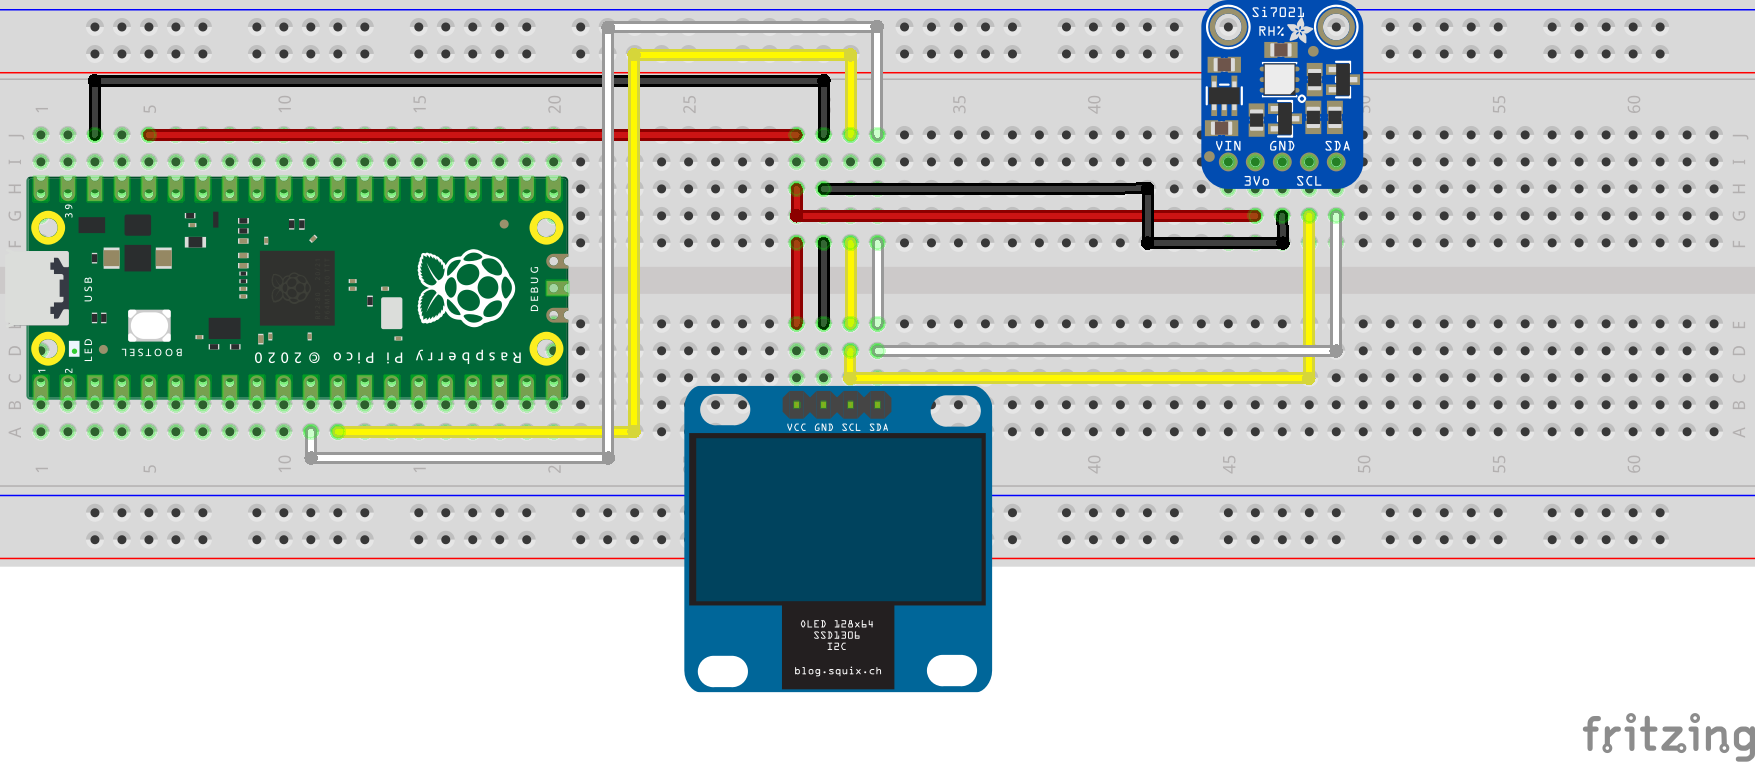 Si7021
RH%
1
5
10
15
20
25
35
40
50
55
60
J
J
I
I
H
H
G
G
F
F
VIN
GND
SDA
3Vo
SCL
39
USB
DEBUG
LED
BOOTSEL
Raspberry Pi Pico © 2020
1
2
E
D
D
C
C
B
B
A
A
VCC GND SCL SDA
1
5
10
1
2
40
45
50
55
60
OLED 128x64
SSD1306
I2C
blog.squix.ch
fritzing